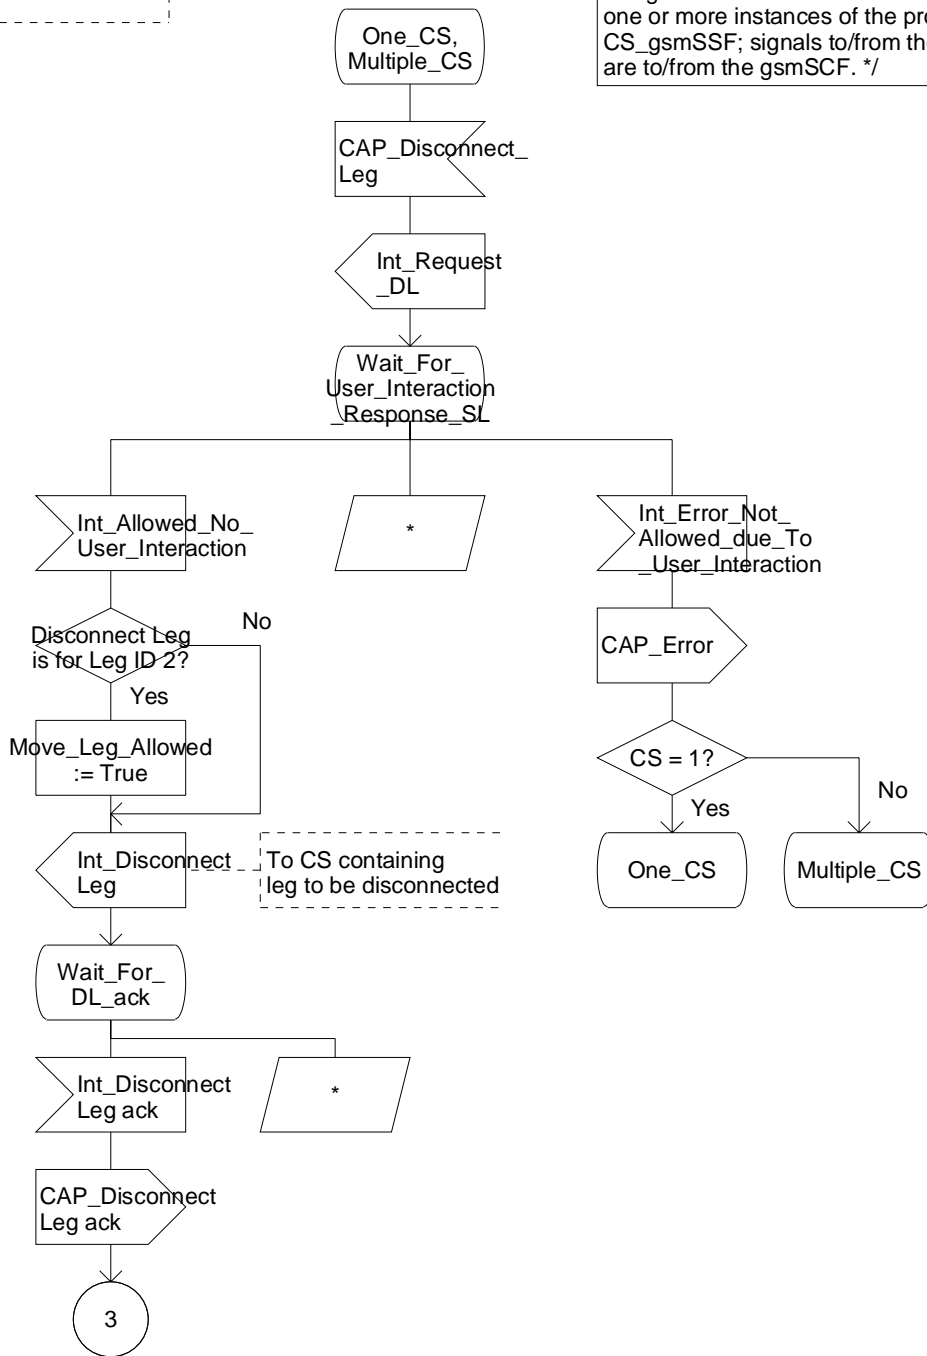 one or more instances of the
CS_gsmSSF; signals to/from
are to/from the gsmSCF. */
One_CS,
Multiple_CS
CAP_Disconnect_
Leg
Int_Request
_DL
Wait_For_
User_Interaction
_Response_SL
Int_Allowed_No_
User_Interaction
*
Int_Error_Not_
Allowed_due_To
_User_Interaction
Disconnect Leg
is for Leg ID 2?
No
Yes
CAP_Error
Move_Leg_Allowed
:= True
CS = 1?
Yes
No
Int_Disconnect
Leg
To CS containing
leg to be disconnected
One_CS
Multiple_CS
Wait_For_
DL_ack
Int_Disconnect
Leg ack
*
CAP_Disconnect
Leg ack
3